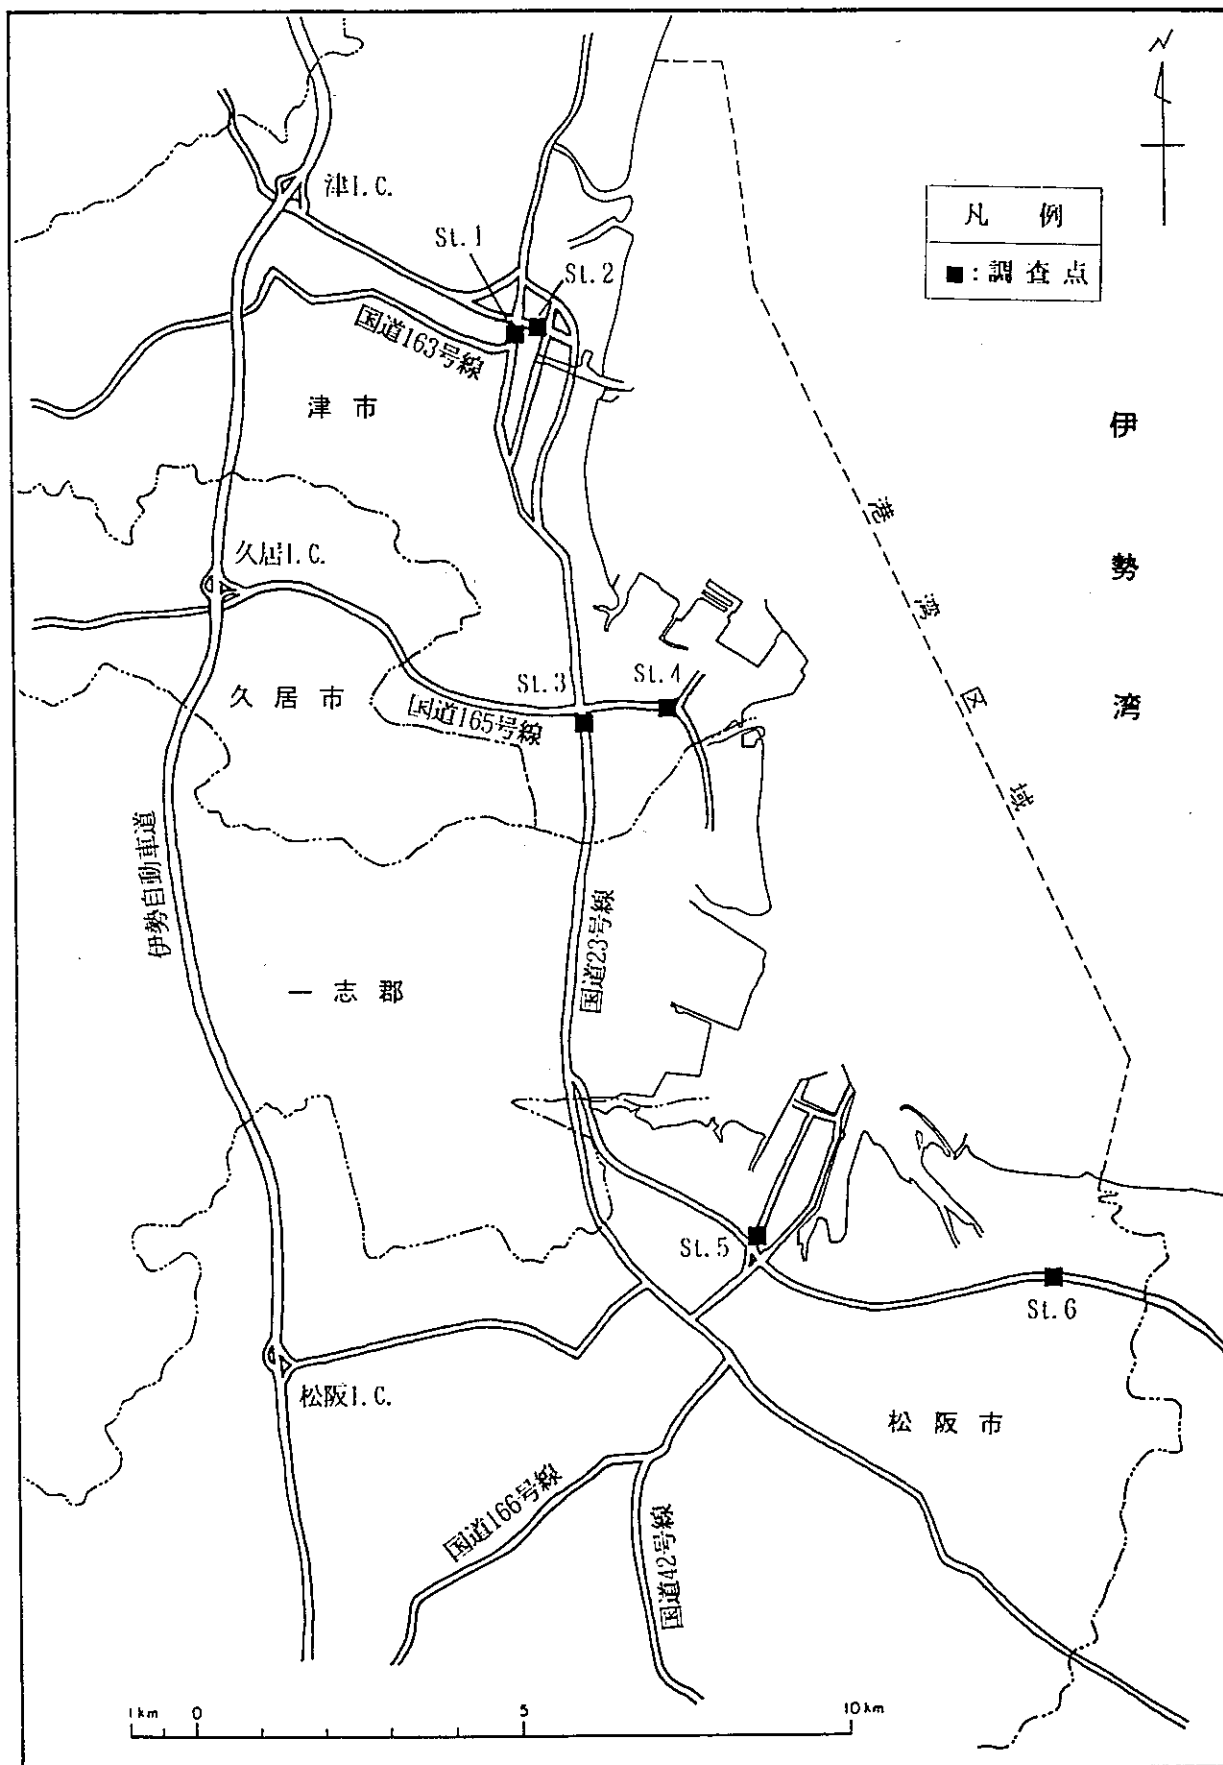 N
津I.C.
凡 例
■:調査点
St.1
St.2
国道163号線
津市
伊勢湾
港湾区域
久居I.C.
St.3
St.4
久居市
国道165号線
伊勢自動車道
国道23号線
一志郡
St.5
St.6
松阪I.C.
松阪市
国道166号線
国道42号線
1km 0 5 10km